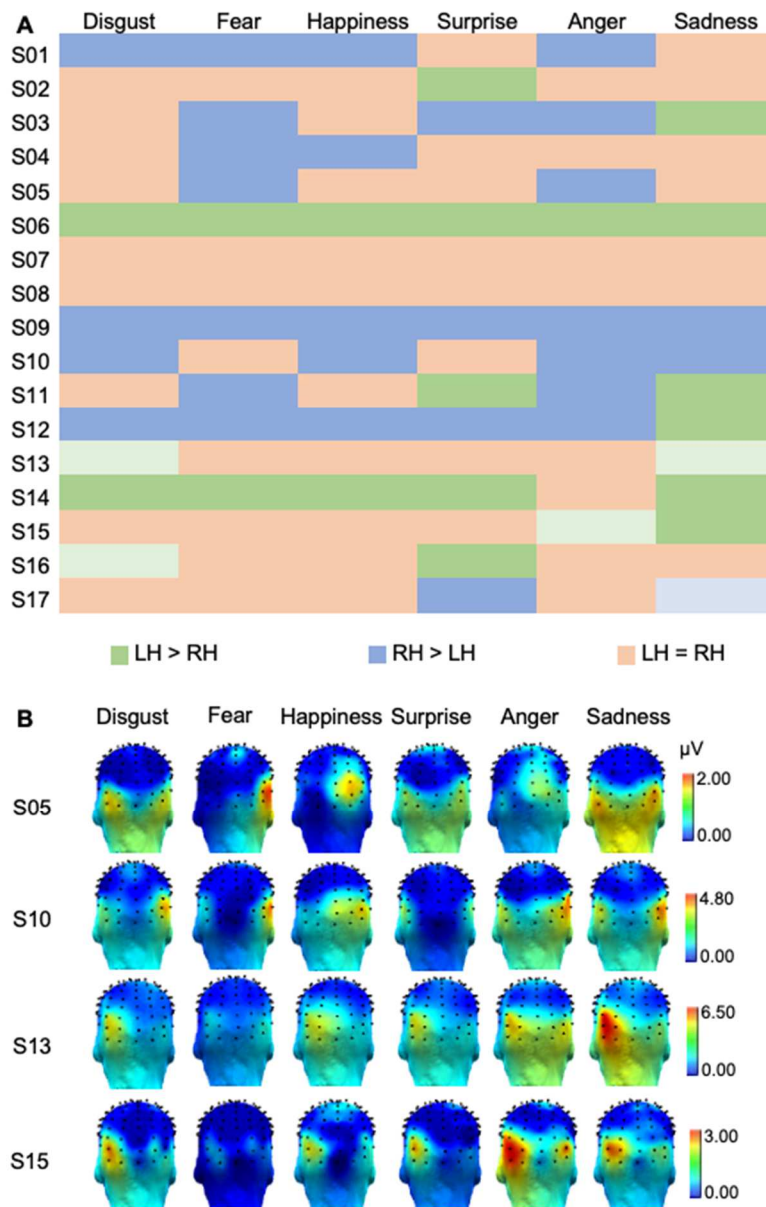 A Disgust Fear Happiness Surprise Anger Sadness
S01
S02
S03
S04
S05
S06
S07
S08
S09
S10
S11
S12
S13
S14
S15
S16
S17
LH > RH RH > LH LH = RH
B Disgust Fear Happiness Surprise Anger Sadness
µV
S05 2.00
0.00
S10 4.80
0.00
S13 6.50
0.00
S15 3.00
0.00